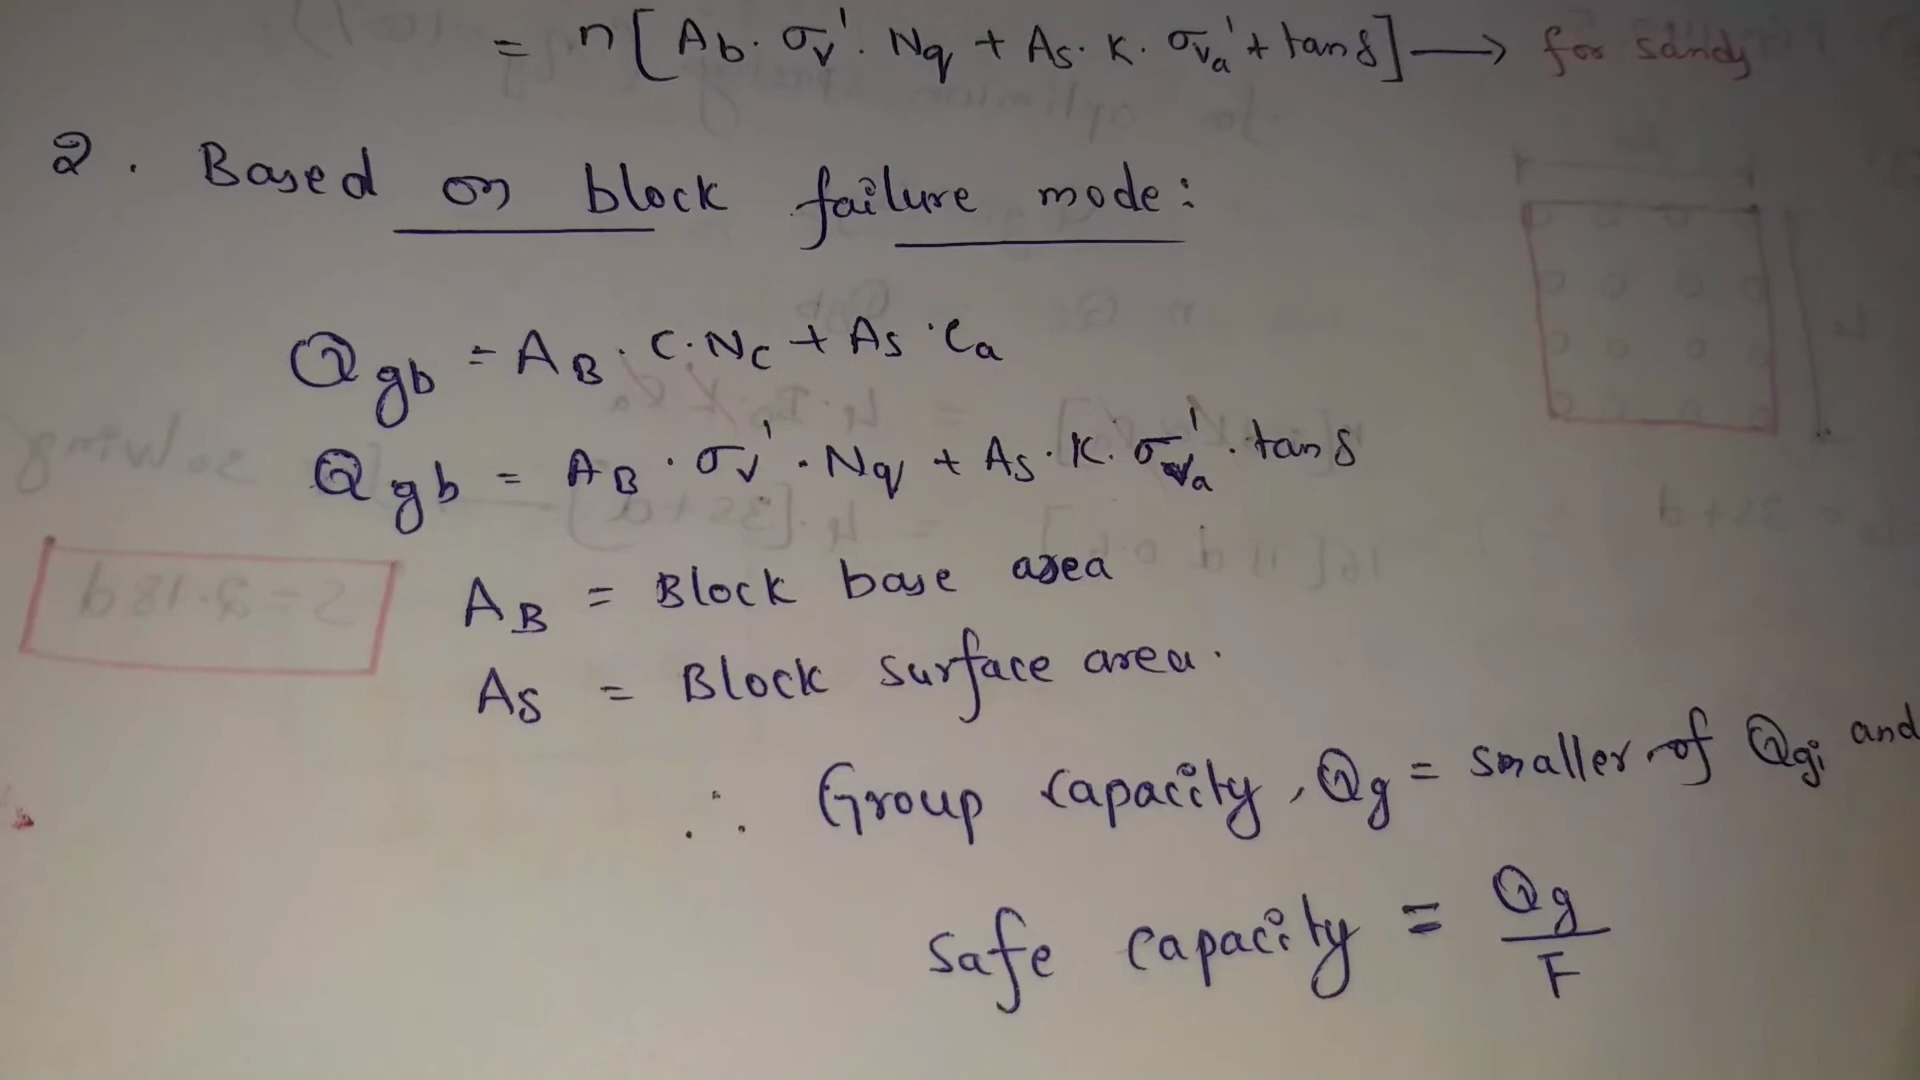 = n[Ab. σv'. Nq + As. K. σva' + tanδ] → for sandy
2. Based on block failure mode:
Qgb = AB. C.Nc + As.Ca
Qgb = AB. σv'. Nq + As. K. σva'. tanδ
AB = Block base area
As = Block surface area.
∴ Group capacity, Qg = smaller of Qgi and
safe capacity = Qg/F